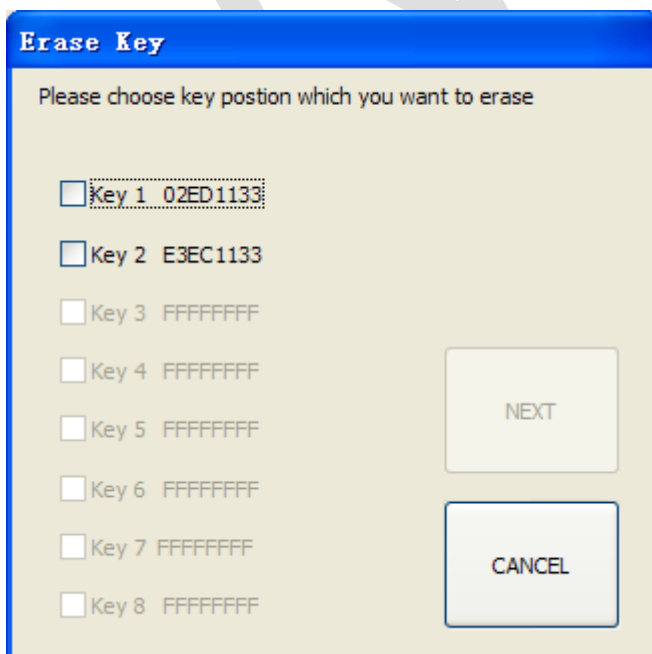 Erase Key
Please choose key postion which you want to erase
Key 1 02ED1133
Key 2 E3EC1133
Key 3 FFFFFFFF
Key 4 FFFFFFFF
Key 5 FFFFFFFF
Key 6 FFFFFFFF
Key 7 FFFFFFFF
Key 8 FFFFFFFF
NEXT
CANCEL